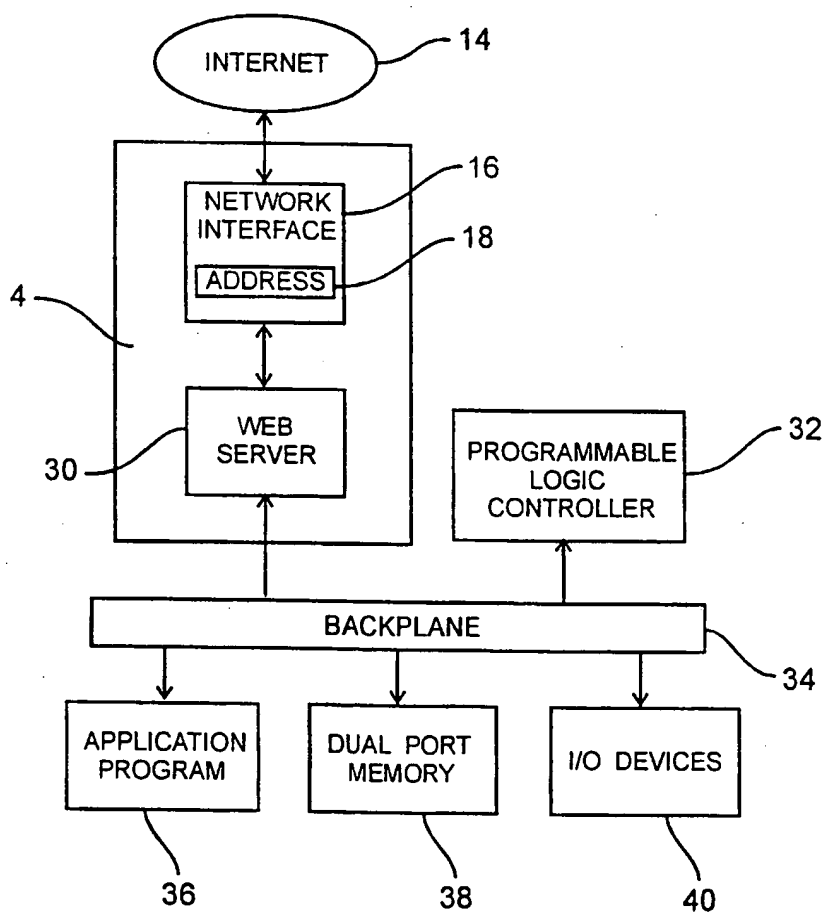 INTERNET
14
NETWORK
INTERFACE
16
ADDRESS
18
4
WEB
SERVER
30
PROGRAMMABLE
LOGIC
CONTROLLER
32
BACKPLANE
34
APPLICATION
PROGRAM
DUAL PORT
MEMORY
I/O DEVICES
36
38
40